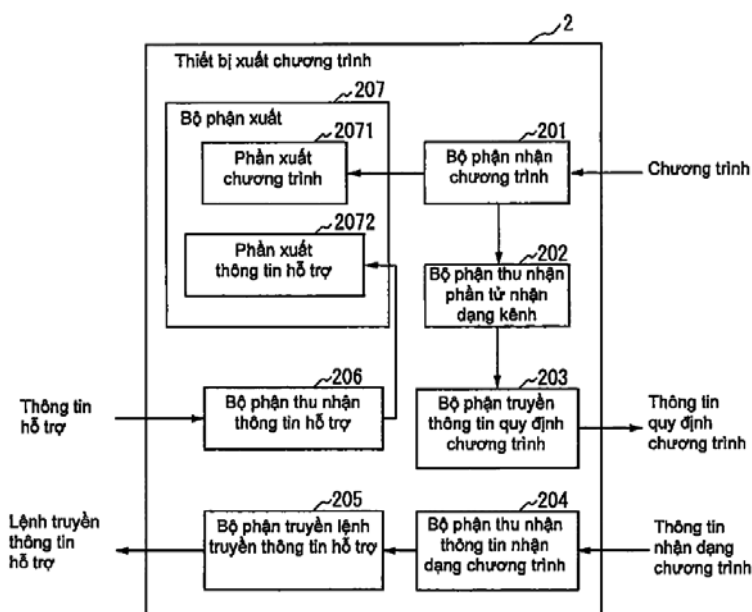 2
Thiết bị xuất chương trình
207
Bộ phận xuất
2071
Phần xuất
chương trình
201
Bộ phận nhận
chương trình
Chương trình
2072
Phần xuất
thông tin hỗ trợ
202
Bộ phận thu nhận
phần tử nhận
dạng kênh
Thông tin
hỗ trợ
206
Bộ phận thu nhận
thông tin hỗ trợ
203
Bộ phận truyền
thông tin quy định
chương trình
Thông tin
quy định
chương trình
Lệnh truyền
thông tin
hỗ trợ
205
Bộ phận truyền lệnh
truyền thông tin hỗ trợ
204
Bộ phận thu nhận
thông tin nhận
dạng chương trình
Thông tin
nhận dạng
chương trình